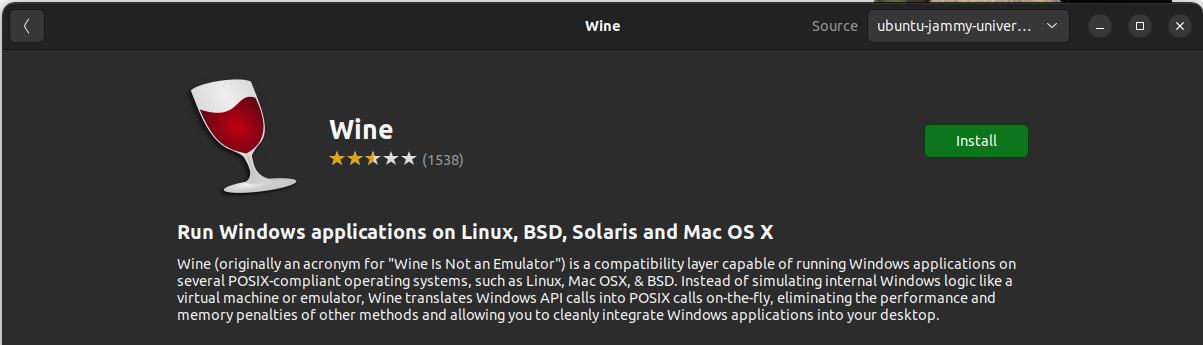 Wine
Source
ubuntu-jammy-univer...
Wine
(1538)
Install
Run Windows applications on Linux, BSD, Solaris and Mac OS X
Wine (originally an acronym for "Wine Is Not an Emulator") is a compatibility layer capable of running Windows applications on
several POSIX-compliant operating systems, such as Linux, Mac OSX, & BSD. Instead of simulating internal Windows logic like a
virtual machine or emulator, Wine translates Windows API calls into POSIX calls on-the-fly, eliminating the performance and
memory penalties of other methods and allowing you to cleanly integrate Windows applications into your desktop.